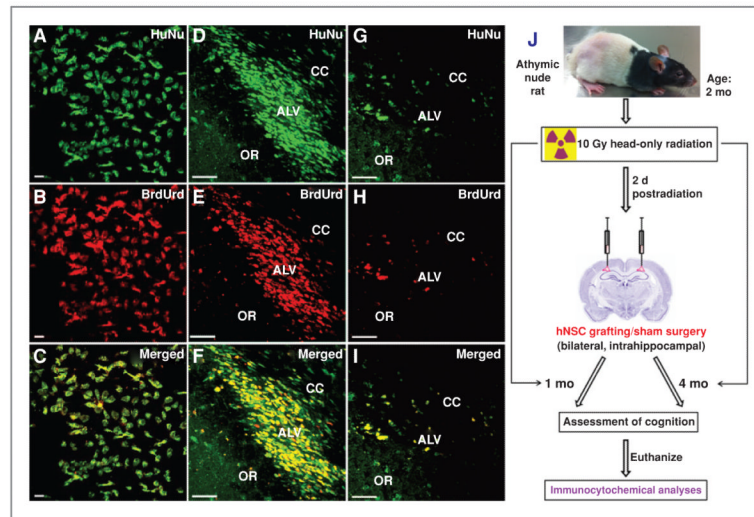 A HuNu
D HuNu
CC
ALV
OR
G HuNu
CC
ALV
OR
B BrdUrd
E BrdUrd
CC
ALV
OR
H BrdUrd
CC
ALV
OR
C Merged
F Merged
CC
ALV
OR
I Merged
CC
ALV
OR
J
Athymic
nude
rat
Age:
2 mo
10 Gy head-only radiation
2 d
postradiation
hNSC grafting/sham surgery
(bilateral, intrahippocampal)
1 mo
4 mo
Assessment of cognition
Euthanize
Immunocytochemical analyses